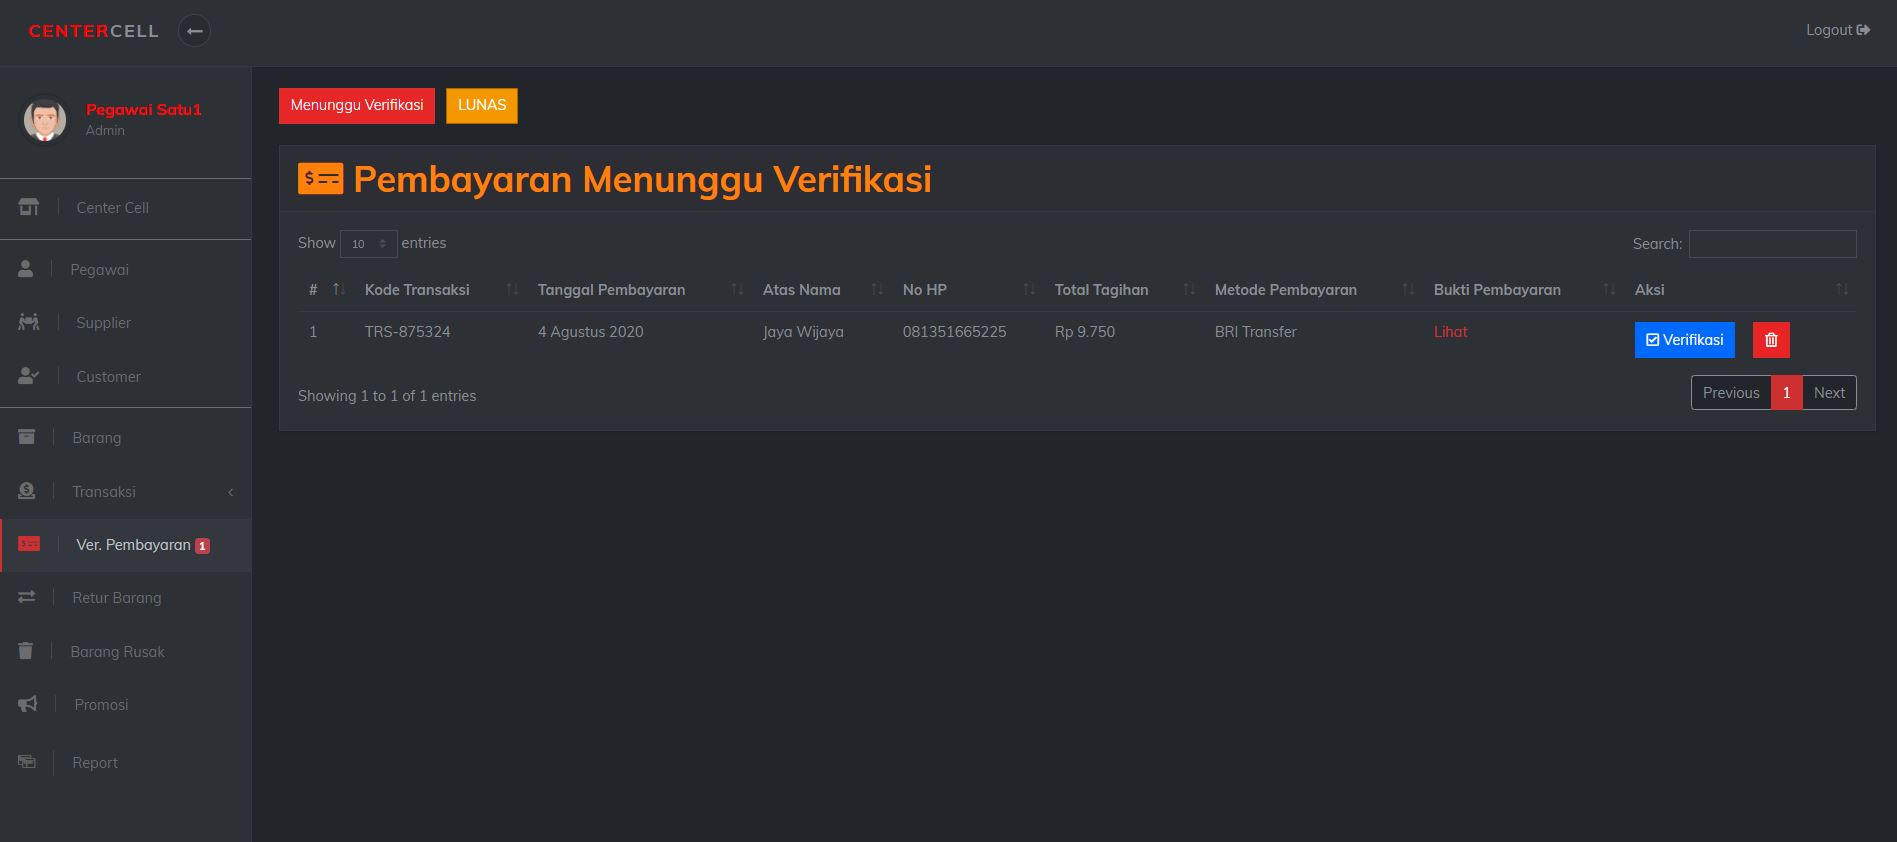 CENTERCELL
Logout
Pegawai Satu1
Admin
Center Cell
Pegawai
Supplier
Customer
Barang
Transaksi
Ver. Pembayaran 1
Retur Barang
Barang Rusak
Promosi
Report
Menunggu Verifikasi LUNAS
$ Pembayaran Menunggu Verifikasi
Show 10 entries Search:
# Kode Transaksi Tanggal Pembayaran Atas Nama No HP Total Tagihan Metode Pembayaran Bukti Pembayaran Aksi
1 TRS-875324 4 Agustus 2020 Jaya Wijaya 081351665225 Rp 9.750 BRI Transfer Lihat Verifikasi
Showing 1 to 1 of 1 entries Previous 1 Next